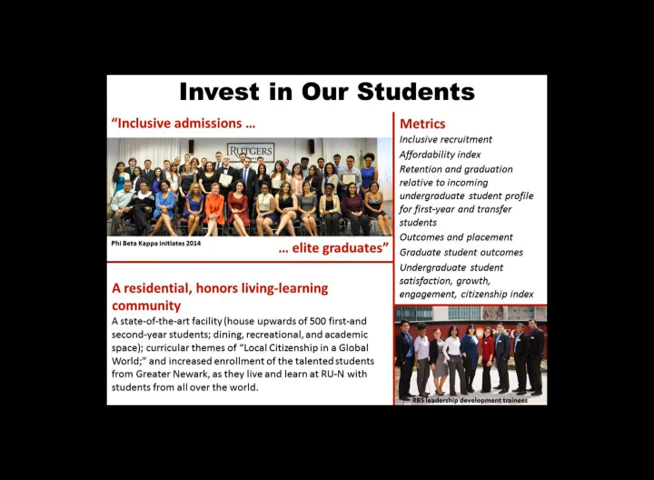 Invest in Our Students
“Inclusive admissions …
RUTGERS
Phi Beta Kappa Initiates 2014
… elite graduates”
A residential, honors living-learning
community
A state-of-the-art facility (house upwards of 500 first-and
second-year students; dining, recreational, and academic
space); curricular themes of “Local Citizenship in a Global
World;” and increased enrollment of the talented students
from Greater Newark, as they live and learn at RU-N with
students from all over the world.
Metrics
Inclusive recruitment
Affordability index
Retention and graduation
relative to incoming
undergraduate student profile
for first-year and transfer
students
Outcomes and placement
Graduate student outcomes
Undergraduate student
satisfaction, growth,
engagement, citizenship index
RBS leadership development trainees